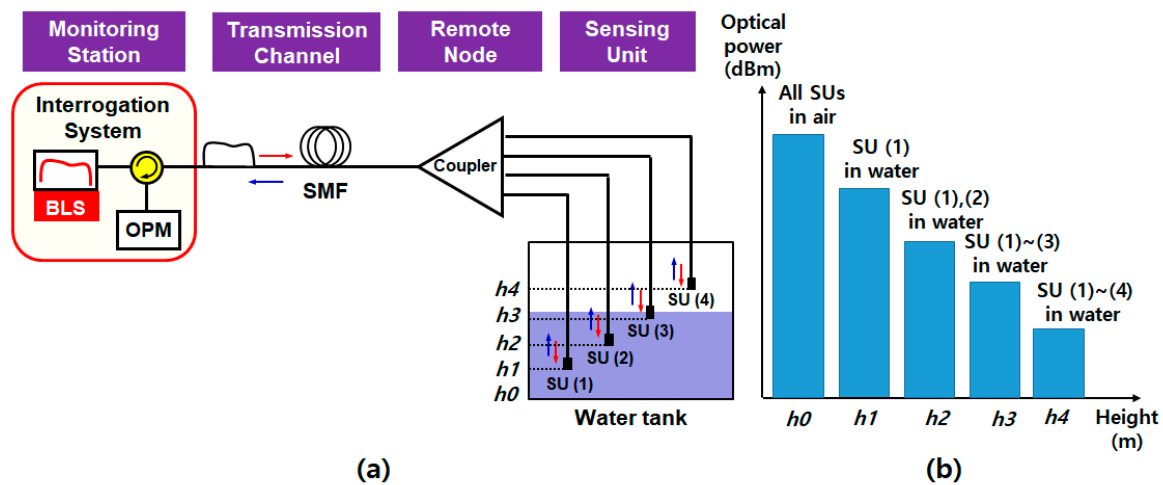 Monitoring
Station
Transmission
Channel
Remote
Node
Sensing
Unit
Interrogation
System
BLS
OPM
SMF
Coupler
h4
h3
h2
h1
h0
SU (4)
SU (3)
SU (2)
SU (1)
Water tank
(a)
Optical
power
(dBm)
All SUs
in air
SU (1)
in water
SU (1),(2)
in water
SU (1)~(3)
in water
SU (1)~(4)
in water
h0
h1
h2
h3
h4
Height
(m)
(b)